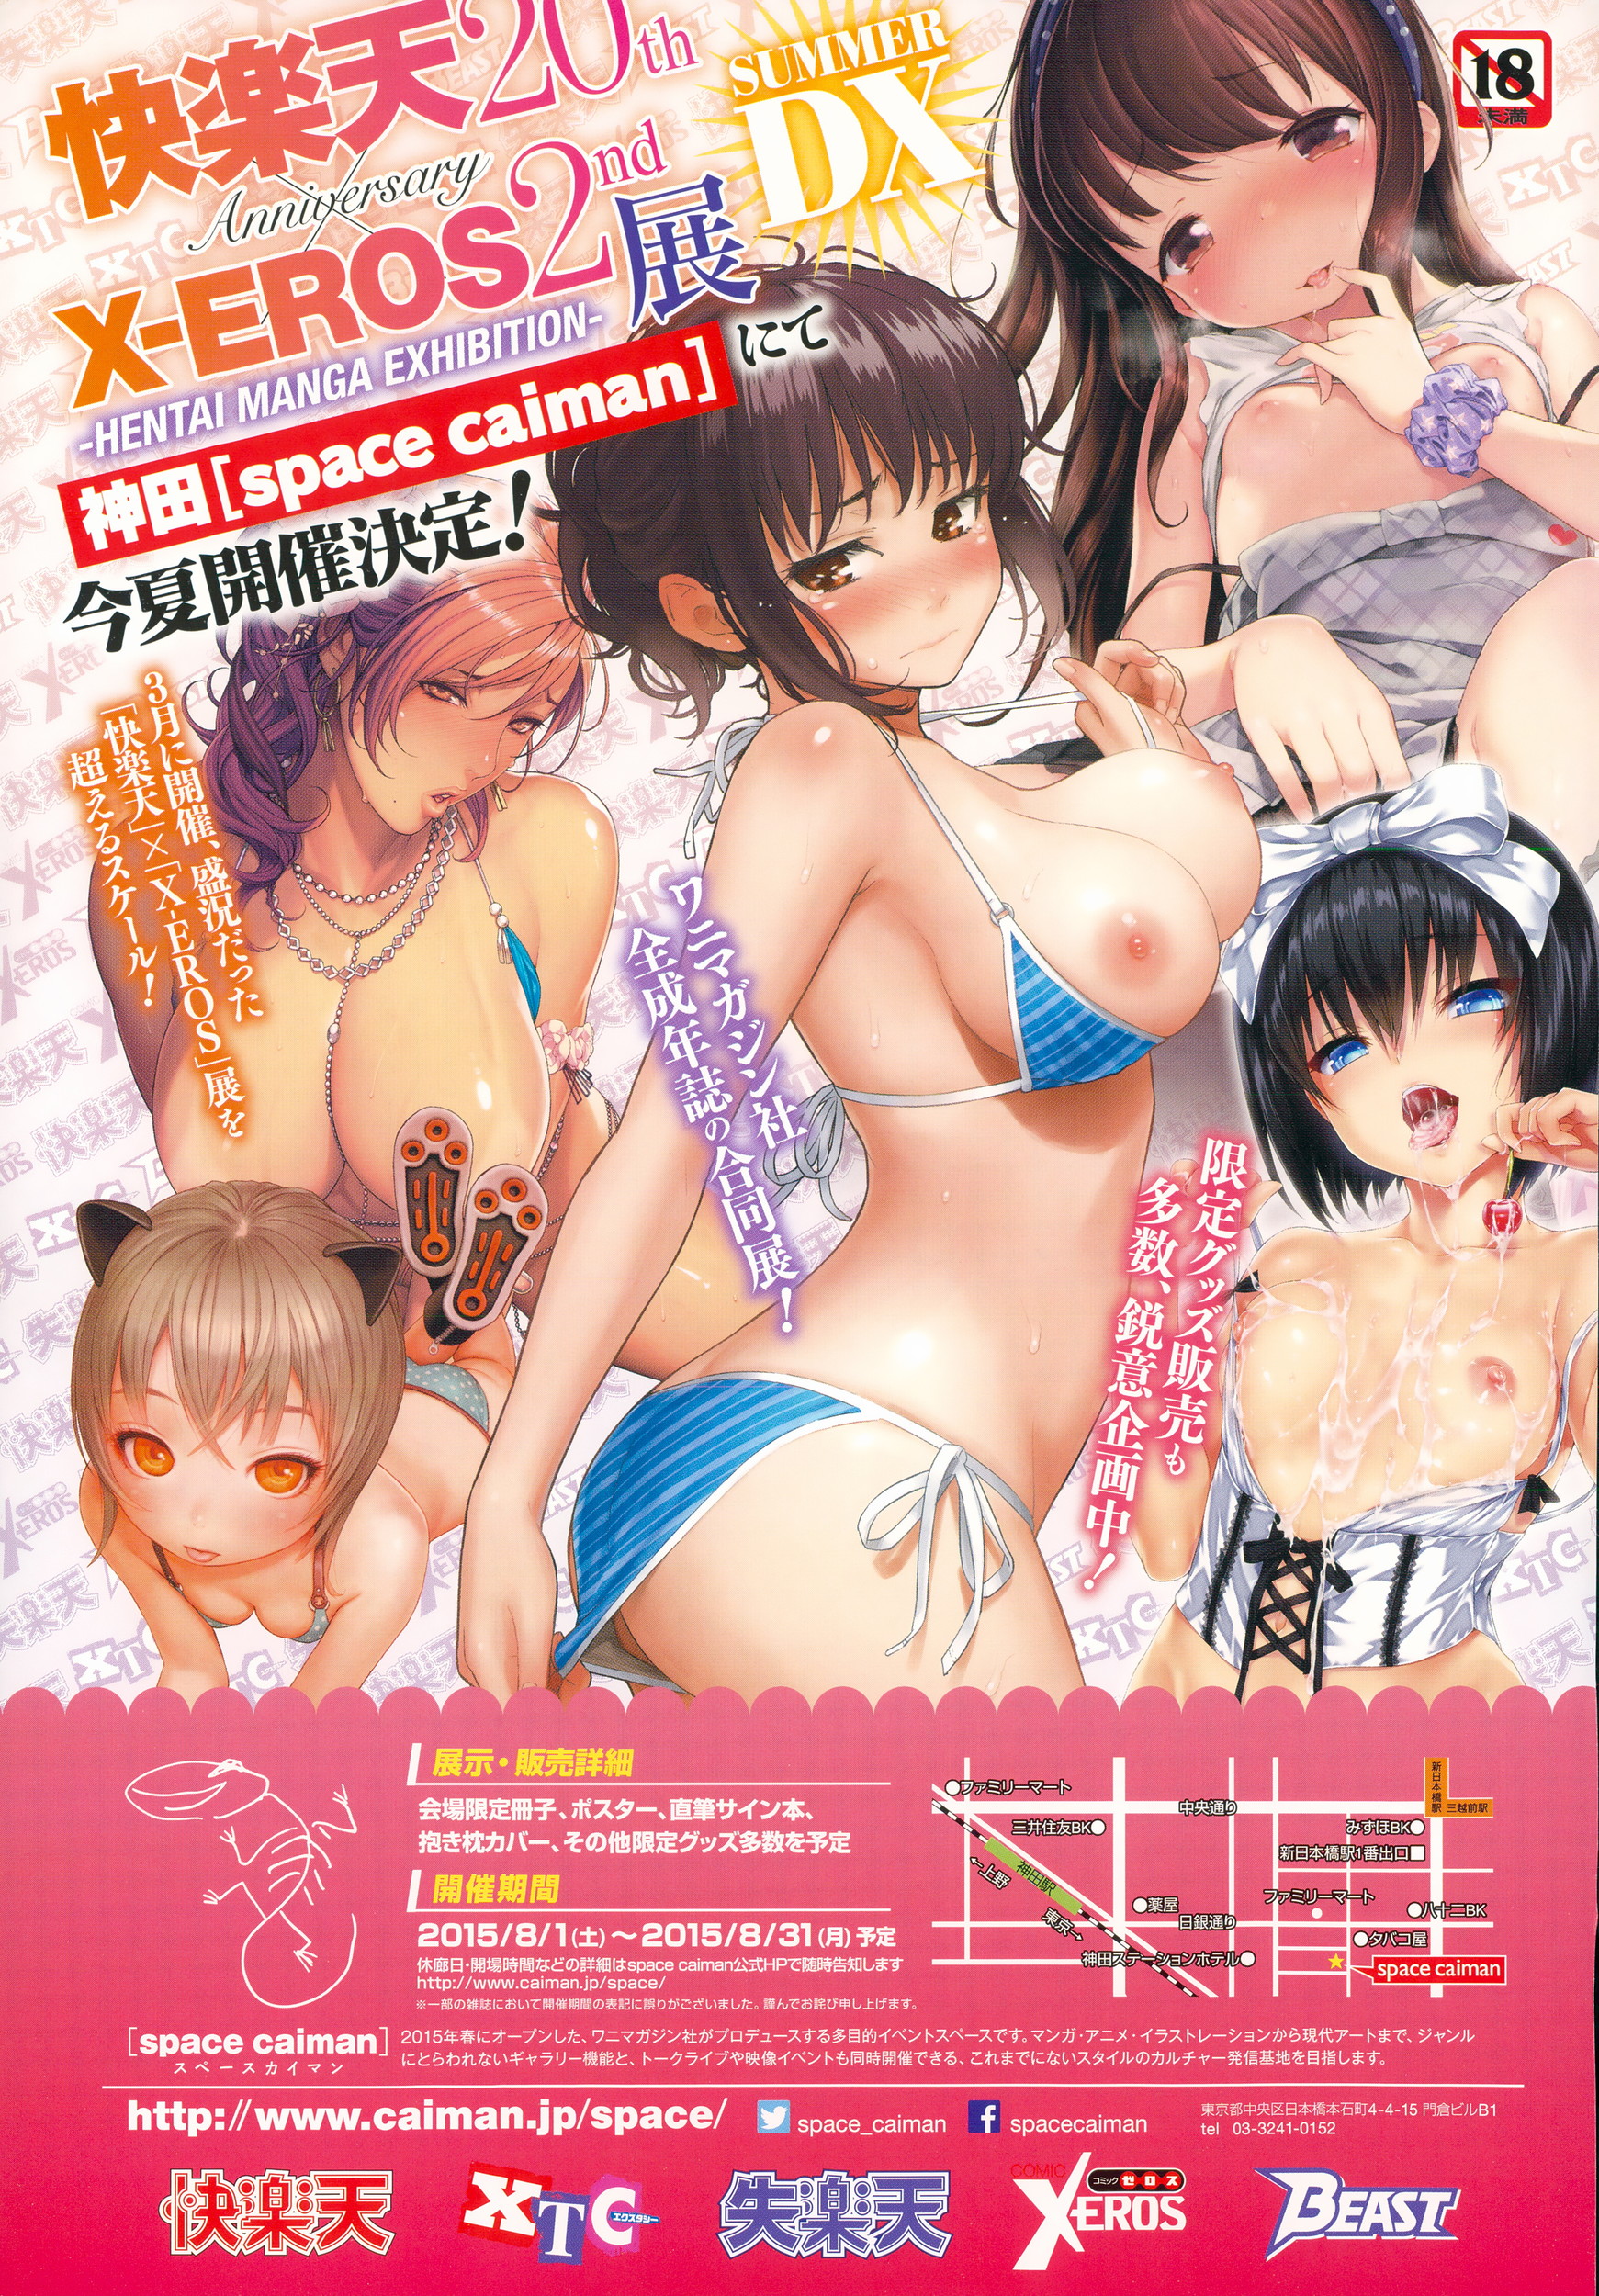 快楽天20th
Anniversary
×
X-EROS2nd展
SUMMER
DX
18
未満
-HENTAI MANGA EXHIBITION-
神田[space caiman]にて
今夏開催決定！
3月に開催、盛況だった
「快楽天」×「X-EROS」展を
超えるスケール！
ワニマガジン社
全成年誌の合同展！
限定グッズ販売も
多数、鋭意企画中！
展示・販売詳細
会場限定冊子、ポスター、直筆サイン本、
抱き枕カバー、その他限定グッズ多数を予定
開催期間
2015/8/1(土)～2015/8/31(月)予定
休廊日・開場時間などの詳細はspace caiman公式HPで随時告知します
http://www.caiman.jp/space/
※一部の雑誌において開催期間の表記に誤りがございました。謹んでお詫び申し上げます。
ファミリーマート
中央通り
新日本橋駅
三越前駅
三井住友BK
みずほBK
新日本橋駅1番出口
←上野
神田駅
東京→
薬屋
日銀通り
ファミリーマート
八十二BK
タバコ屋
神田ステーションホテル
space caiman
[space caiman]
スペースカイマン
2015年春にオープンした、ワニマガジン社がプロデュースする多目的イベントスペースです。マンガ・アニメ・イラストレーションから現代アートまで、ジャンル
にとらわれないギャラリー機能と、トークライブや映像イベントも同時開催できる、これまでにないスタイルのカルチャー発信基地を目指します。
http://www.caiman.jp/space/
space_caiman
spacecaiman
東京都中央区日本橋本石町4-4-15 門倉ビルB1
tel 03-3241-0152
快楽天
XTC
エクスタシー
失楽天
COMIC
コミックゼロス
X-EROS
BEAST